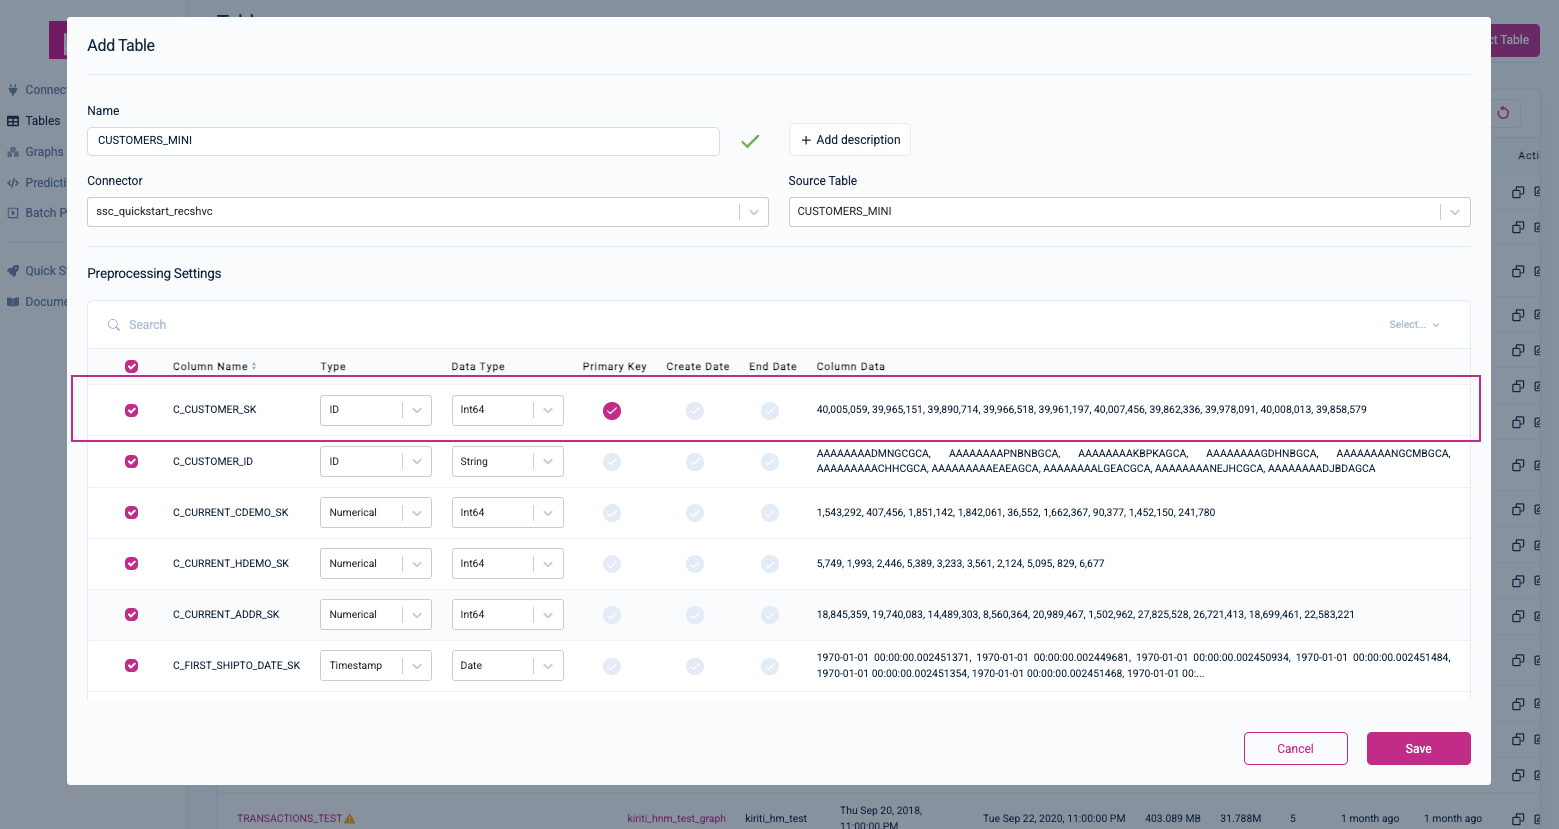 Add Table
ct Table
Connec
Tables
Graphs
Predicti
Batch P
Quick S
Docume
Name
CUSTOMERS_MINI
+ Add description
Connector
Source Table
ssc_quickstart_recshvc
CUSTOMERS_MINI
Acti
Preprocessing Settings
Search
Select...
Column Name Type Data Type Primary Key Create Date End Date Column Data
C_CUSTOMER_SK ID Int64 40,005,059, 39,965,151, 39,890,714, 39,966,518, 39,961,197, 40,007,456, 39,862,336, 39,978,091, 40,008,013, 39,858,579
C_CUSTOMER_ID ID String AAAAAAAADMNGCGCA, AAAAAAAAPNBNBGCA, AAAAAAAAKBPKAGCA, AAAAAAAAGDHNBGCA, AAAAAAAANGCMBGCA,
AAAAAAAAACHHCGCA, AAAAAAAAAEAEAGCA, AAAAAAAALGEACGCA, AAAAAAAANEJHCGCA, AAAAAAAADJBDAGCA
C_CURRENT_CDEMO_SK Numerical Int64 1,543,292, 407,456, 1,851,142, 1,842,061, 36,552, 1,662,367, 90,377, 1,452,150, 241,780
C_CURRENT_HDEMO_SK Numerical Int64 5,749, 1,993, 2,446, 5,389, 3,233, 3,561, 2,124, 5,095, 829, 6,677
C_CURRENT_ADDR_SK Numerical Int64 18,845,359, 19,740,083, 14,489,303, 8,560,364, 20,989,467, 1,502,962, 27,825,528, 26,721,413, 18,699,461, 22,583,221
C_FIRST_SHIPTO_DATE_SK Timestamp Date 1970-01-01 00:00:00.002451371, 1970-01-01 00:00:00.002449681, 1970-01-01 00:00:00.002450934, 1970-01-01 00:00:00.002451484,
1970-01-01 00:00:00.002451354, 1970-01-01 00:00:00.002451468, 1970-01-01 00:...
Cancel
Save
TRANSACTIONS_TEST kiriti_hnm_test_graph kiriti_hm_test Thu Sep 20, 2018,
11:00:00 PM Tue Sep 22, 2020, 11:00:00 PM 403.089 MB 31.788M 5 1 month ago 1 month ago